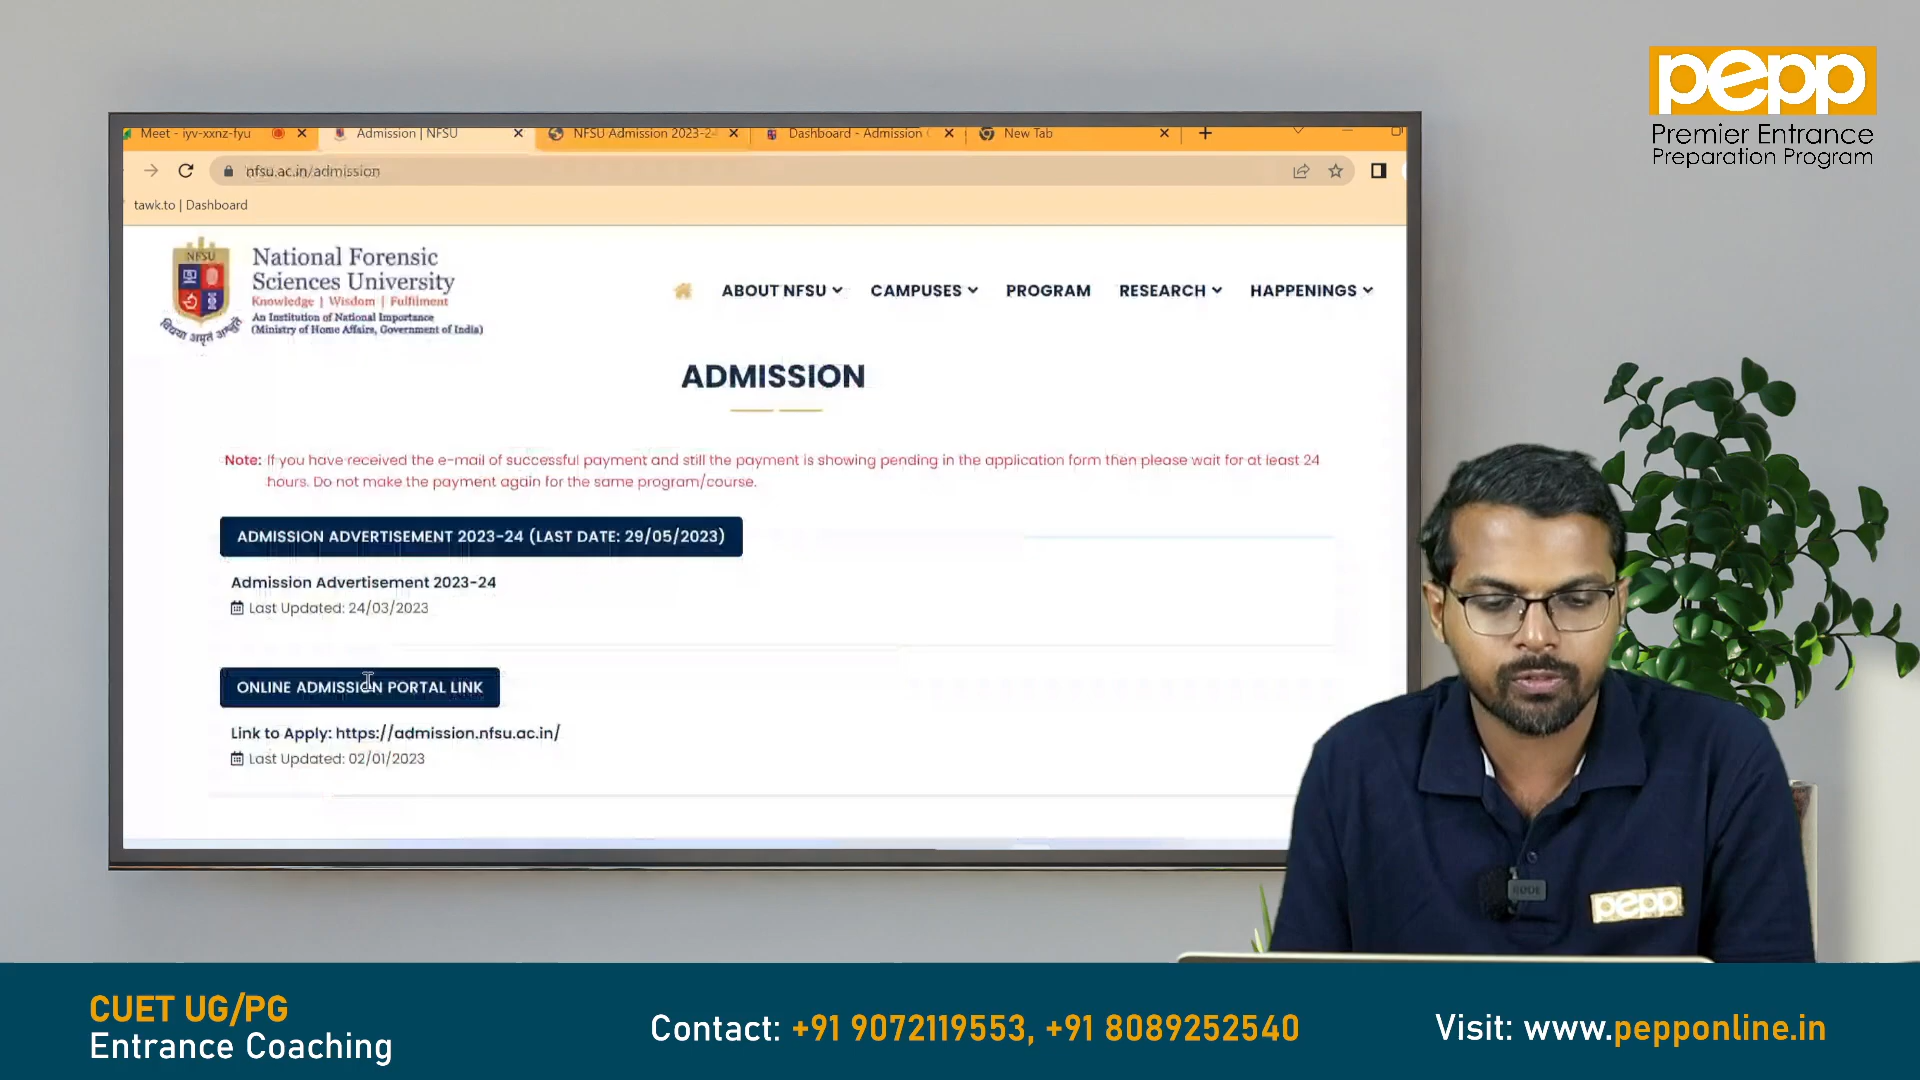 pepp
Premier Entrance
Preparation Program
Meet - iyv-xxnz-fyu
Admission | NFSU
NFSU Admission 2023-2
Dashboard - Admission
New Tab
nfsu.ac.in/admission
tawk.to | Dashboard
NFSU
विद्यया अमृतं अश्नुते
National Forensic
Sciences University
Knowledge | Wisdom | Fulfilment
An Institution of National Importance
(Ministry of Home Affairs, Government of India)
ABOUT NFSU
CAMPUSES
PROGRAM
RESEARCH
HAPPENINGS
ADMISSION
Note: If you have received the e-mail of successful payment and still the payment is showing pending in the application form then please wait for at least 24
hours. Do not make the payment again for the same program/course.
ADMISSION ADVERTISEMENT 2023-24 (LAST DATE: 29/05/2023)
Admission Advertisement 2023-24
Last Updated: 24/03/2023
ONLINE ADMISSION PORTAL LINK
Link to Apply: https://admission.nfsu.ac.in/
Last Updated: 02/01/2023
RODE
pepp
CUET UG/PG
Entrance Coaching
Contact: +91 9072119553, +91 8089252540
Visit: www.pepponline.in